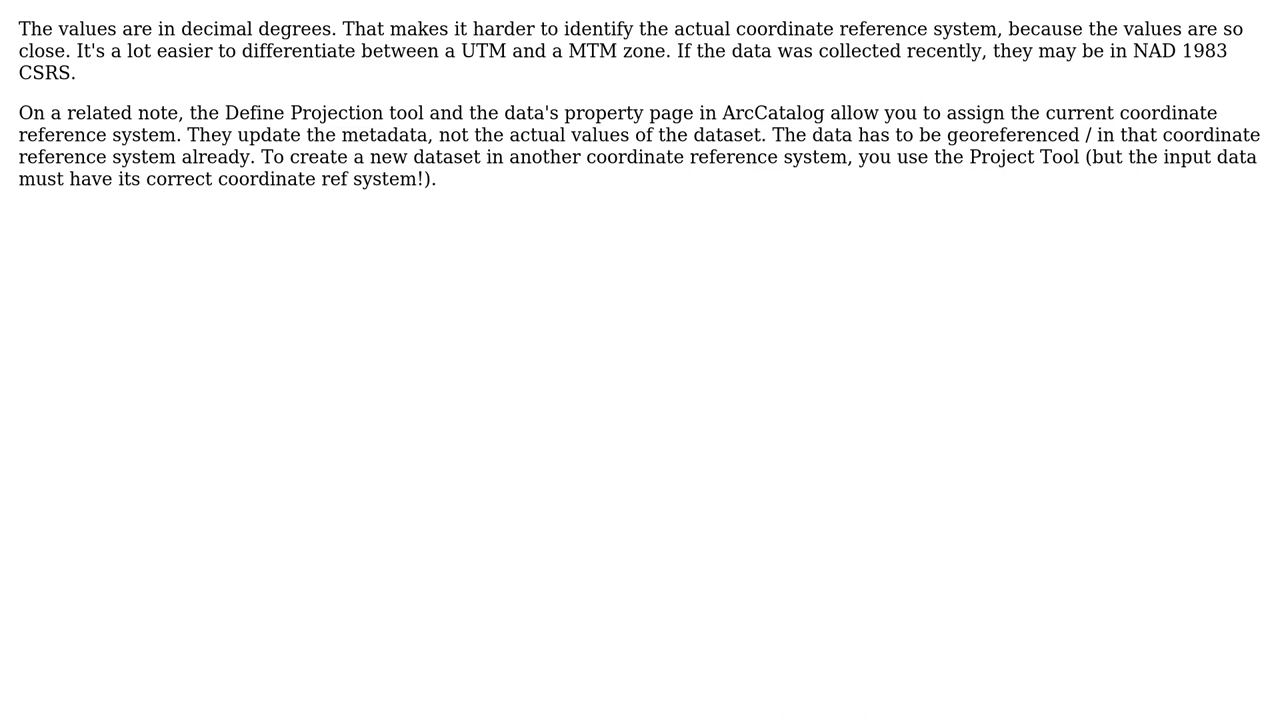 The values are in decimal degrees. That makes it harder to identify the actual coordinate reference system, because the values are so
close. It's a lot easier to differentiate between a UTM and a MTM zone. If the data was collected recently, they may be in NAD 1983
CSRS.
On a related note, the Define Projection tool and the data's property page in ArcCatalog allow you to assign the current coordinate
reference system. They update the metadata, not the actual values of the dataset. The data has to be georeferenced / in that coordinate
reference system already. To create a new dataset in another coordinate reference system, you use the Project Tool (but the input data
must have its correct coordinate ref system!).